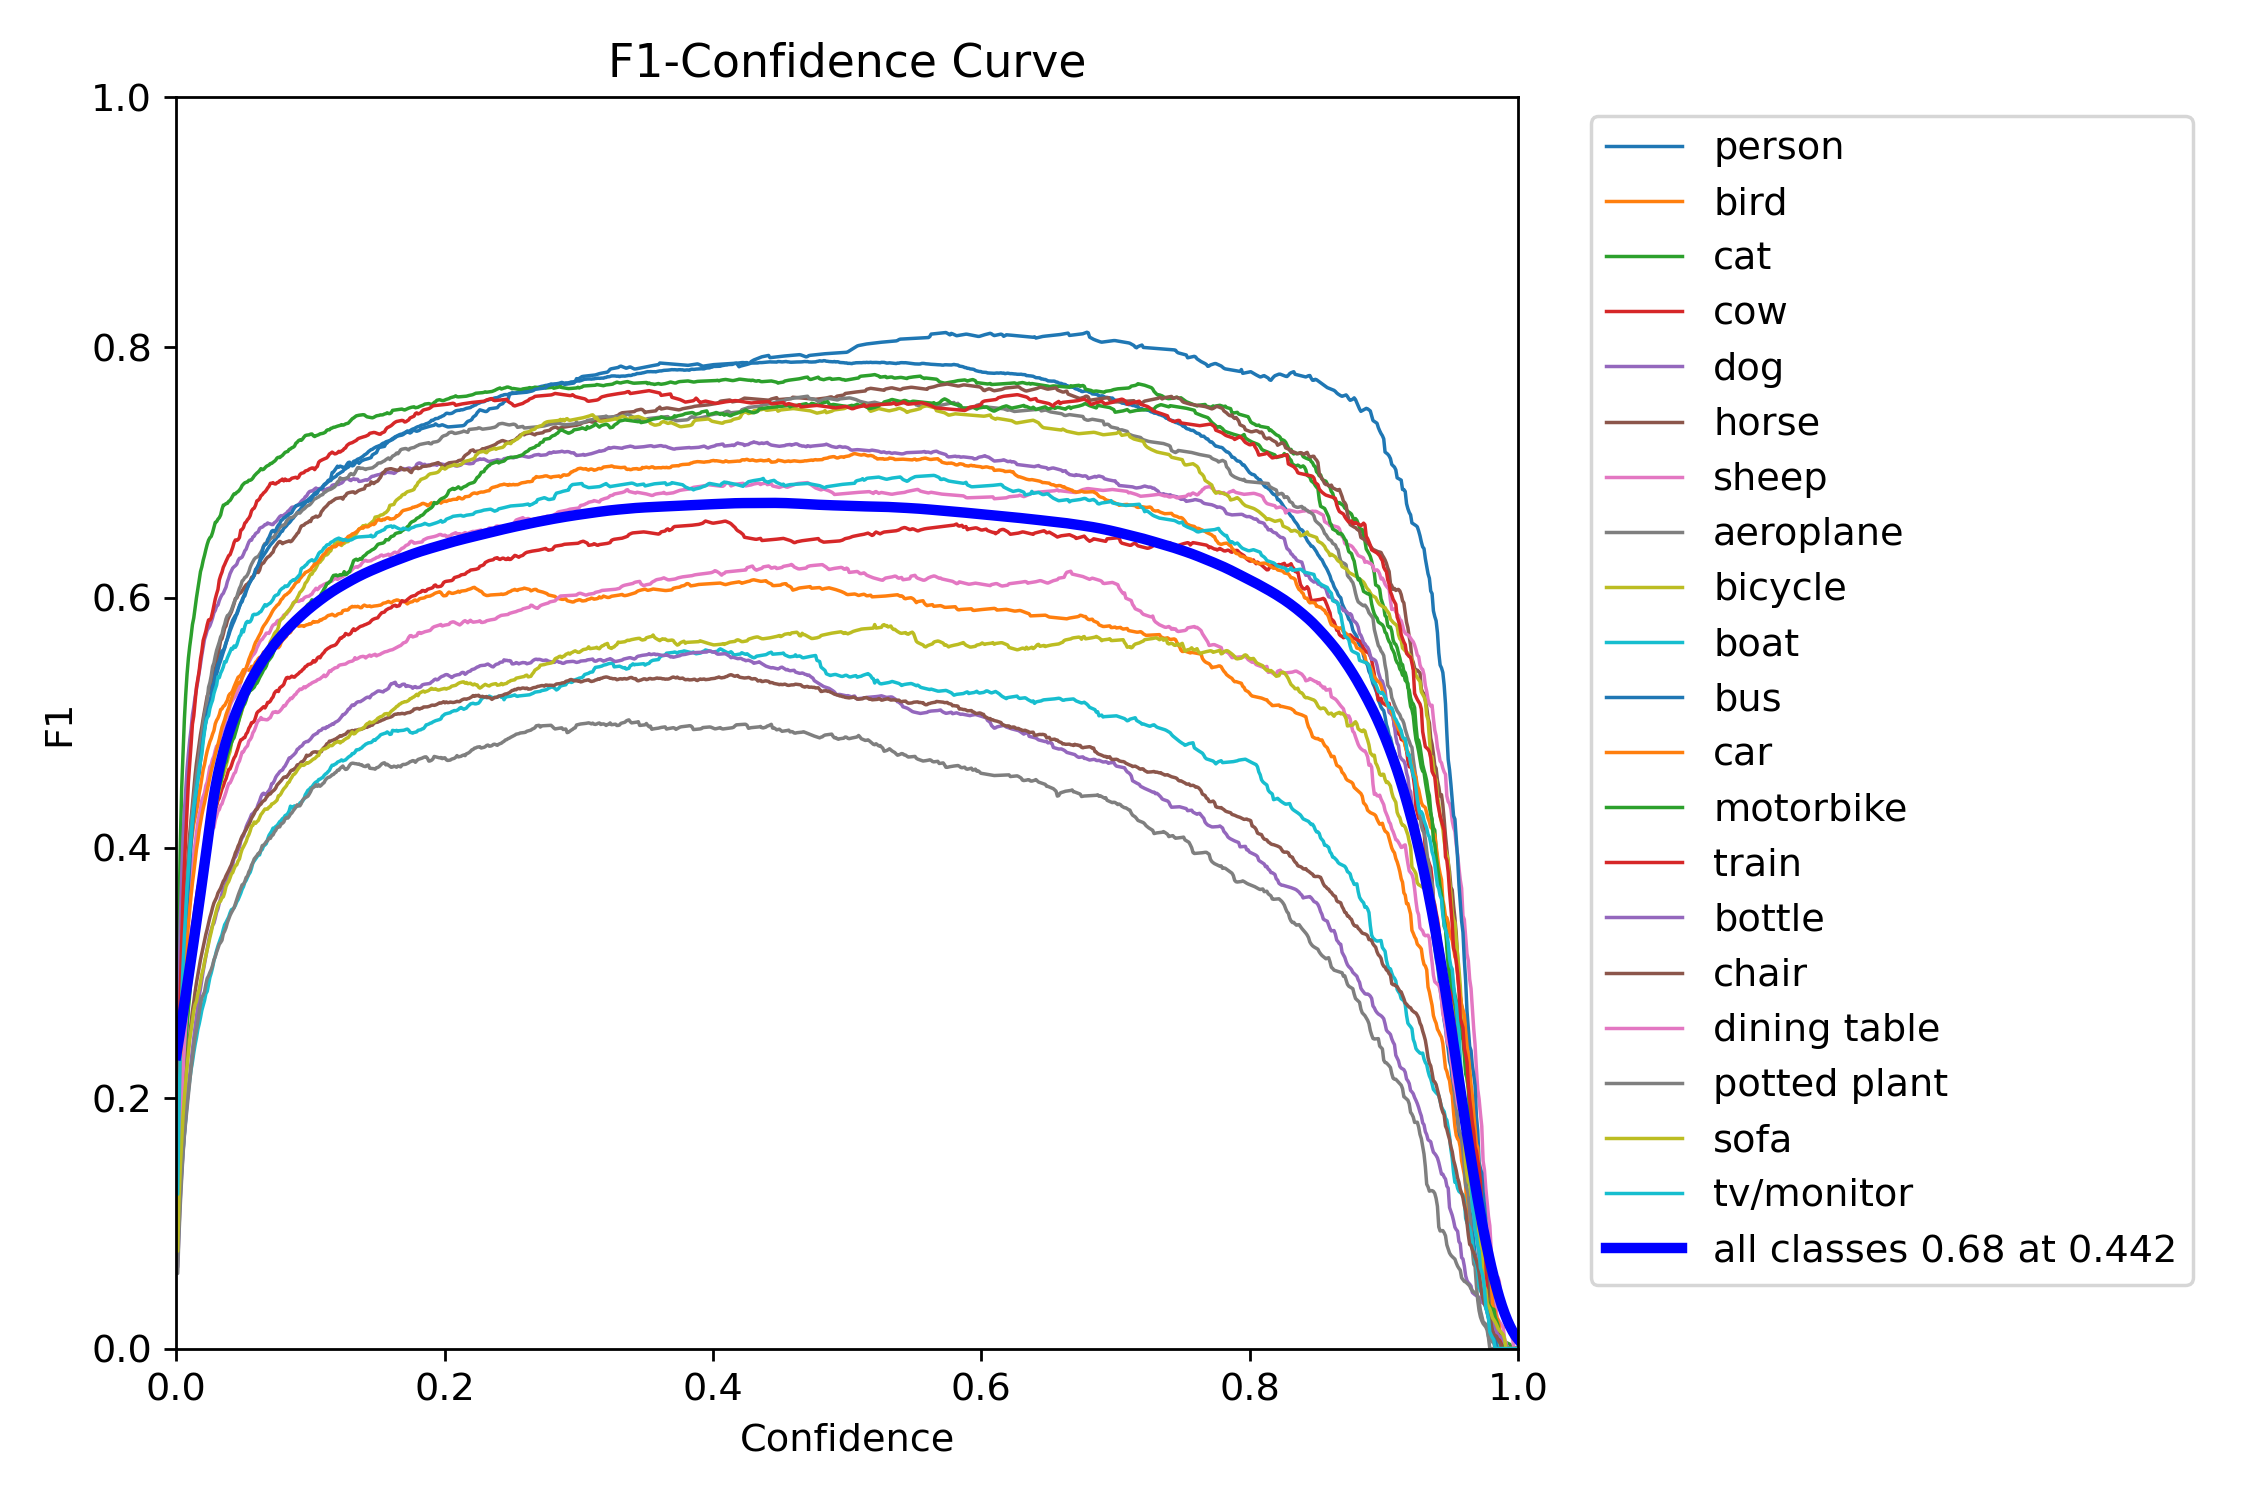 F1-Confidence Curve
1.0
0.8
0.6
0.4
0.2
0.0
F1
0.0 0.2 0.4 0.6 0.8 1.0
Confidence
person
bird
cat
cow
dog
horse
sheep
aeroplane
bicycle
boat
bus
car
motorbike
train
bottle
chair
dining table
potted plant
sofa
tv/monitor
all classes 0.68 at 0.442